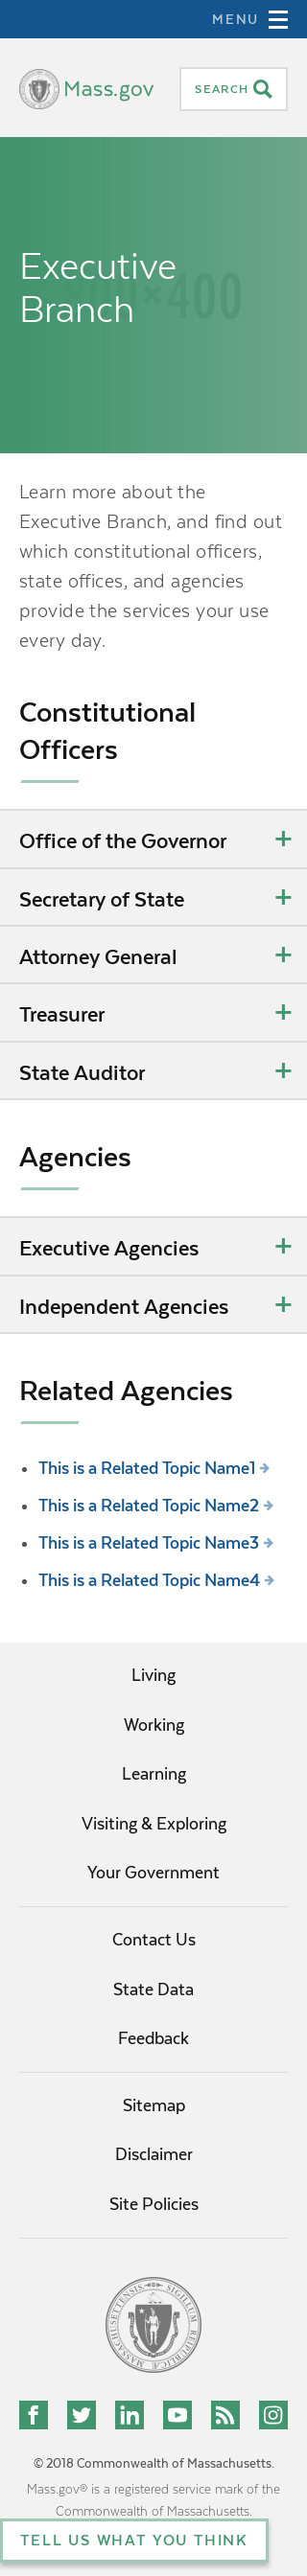 MENU
Mass.gov
SEARCH
Executive
Branch
×400
Learn more about the
Executive Branch, and find out
which constitutional officers,
state offices, and agencies
provide the services your use
every day.
Constitutional
Officers
Office of the Governor
Secretary of State
Attorney General
Treasurer
State Auditor
Agencies
Executive Agencies
Independent Agencies
Related Agencies
This is a Related Topic Name1
This is a Related Topic Name2
This is a Related Topic Name3
This is a Related Topic Name4
Living
Working
Learning
Visiting & Exploring
Your Government
Contact Us
State Data
Feedback
Sitemap
Disclaimer
Site Policies
© 2018 Commonwealth of Massachusetts.
Mass.gov® is a registered service mark of the
Commonwealth of Massachusetts.
TELL US WHAT YOU THINK